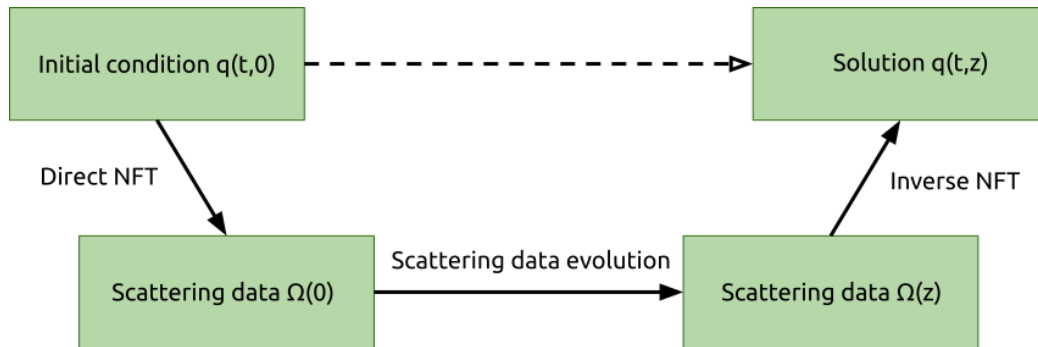 Initial condition q(t,0)
Solution q(t,z)
Direct NFT
Inverse NFT
Scattering data evolution
Scattering data Ω(0)
Scattering data Ω(z)